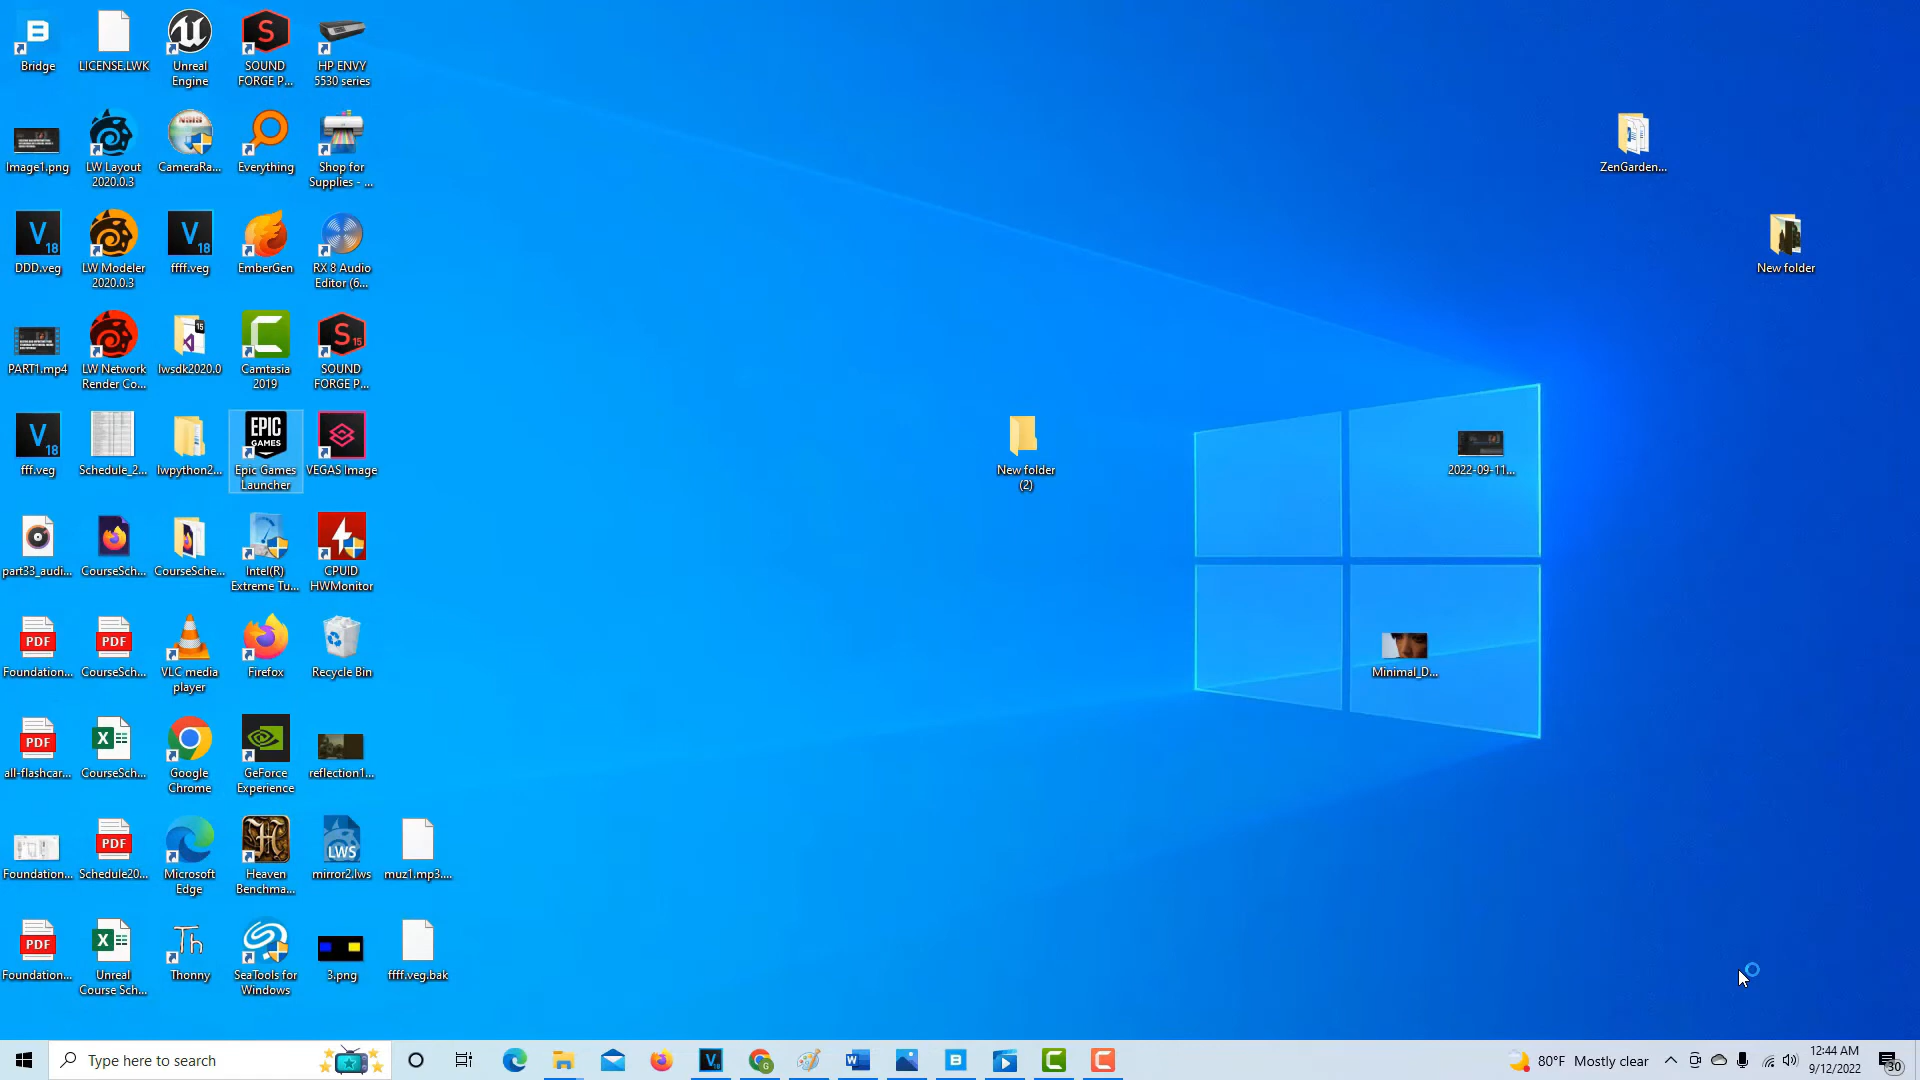 Bridge
LICENSE.LWK
Unreal
Engine
SOUND
FORGE P...
HP ENVY
5530 series
Image1.png
LW Layout
2020.0.3
CameraRa...
Everything
Shop for
Supplies - ...
ZenGarden...
DDD.veg
LW Modeler
2020.0.3
ffff.veg
EmberGen
RX 8 Audio
Editor (6...
New folder
PART1.mp4
LW Network
Render Co...
lwsdk2020.0
Camtasia
2019
SOUND
FORGE P...
fff.veg
Schedule_2...
lwpython2...
EPIC
GAMES
Epic Games
Launcher
VEGAS Image
New folder
(2)
2022-09-11...
part33_audi...
CourseSch...
CourseSche...
Intel(R)
Extreme Tu...
CPUID
HWMonitor
PDF
Foundation...
PDF
CourseSch...
VLC media
player
Firefox
Recycle Bin
Minimal_D...
PDF
all-flashcar...
CourseSch...
Google
Chrome
GeForce
Experience
reflection1...
Foundation...
PDF
Schedule20...
Microsoft
Edge
Heaven
Benchma...
LWS
mirror2.lws
muz1.mp3....
PDF
Foundation...
Unreal
Course Sch...
Th
Thonny
SeaTools for
Windows
3.png
ffff.veg.bak
Type here to search
80°F Mostly clear
12:44 AM
9/12/2022
30